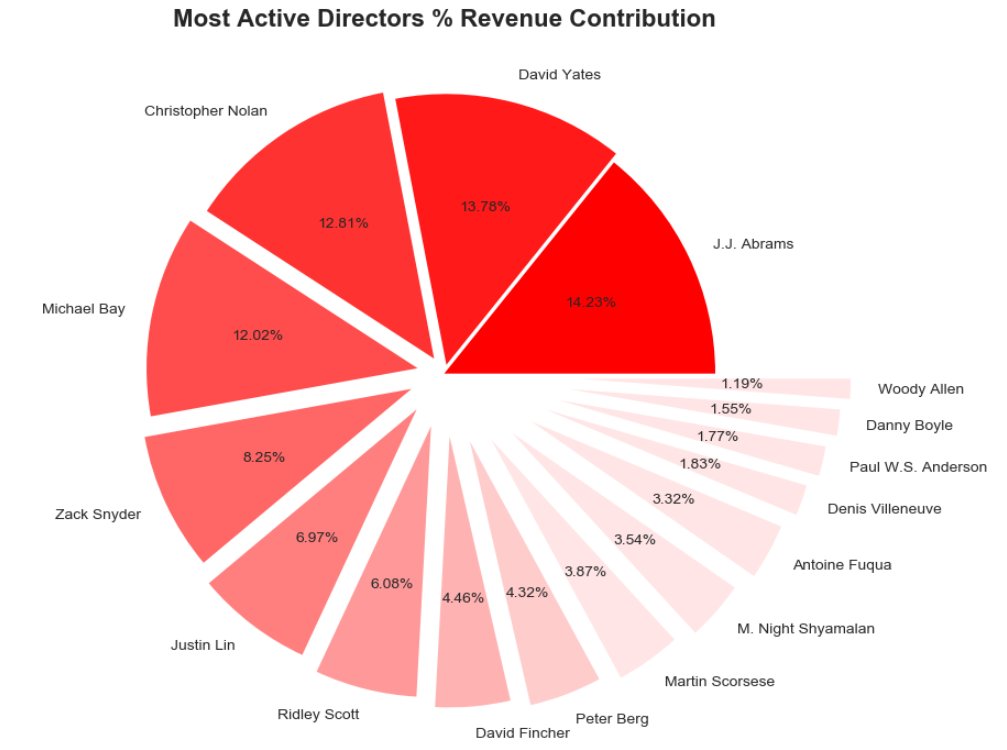 Most Active Directors % Revenue Contribution
David Yates
Christopher Nolan
13.78%
12.81%
J.J. Abrams
14.23%
Michael Bay
12.02%
1.19%
Woody Allen
1.55%
Danny Boyle
1.77%
Paul W.S. Anderson
8.25%
1.83%
Denis Villeneuve
Zack Snyder
3.32%
6.97%
3.54%
Antoine Fuqua
3.87%
6.08%
4.32%
4.46%
M. Night Shyamalan
Justin Lin
Martin Scorsese
Ridley Scott
Peter Berg
David Fincher